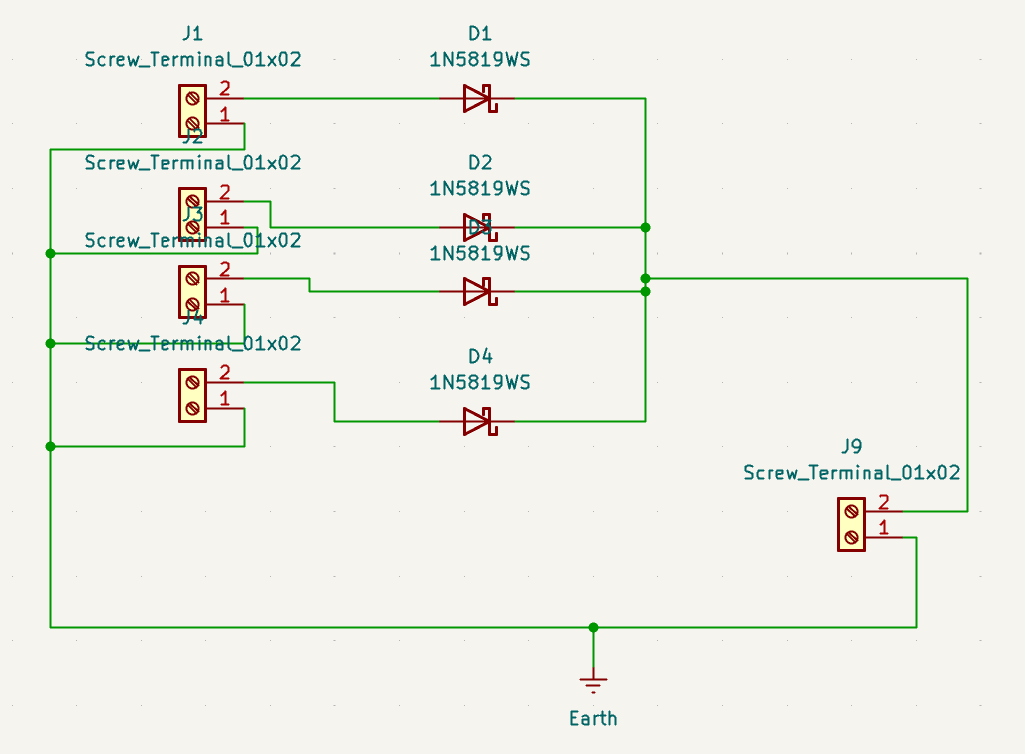 J1
Screw_Terminal_01x02
2
1
D1
1N5819WS
J2
Screw_Terminal_01x02
2
1
D2
1N5819WS
J3
Screw_Terminal_01x02
2
1
D3
1N5819WS
J4
Screw_Terminal_01x02
2
1
D4
1N5819WS
J9
Screw_Terminal_01x02
2
1
Earth